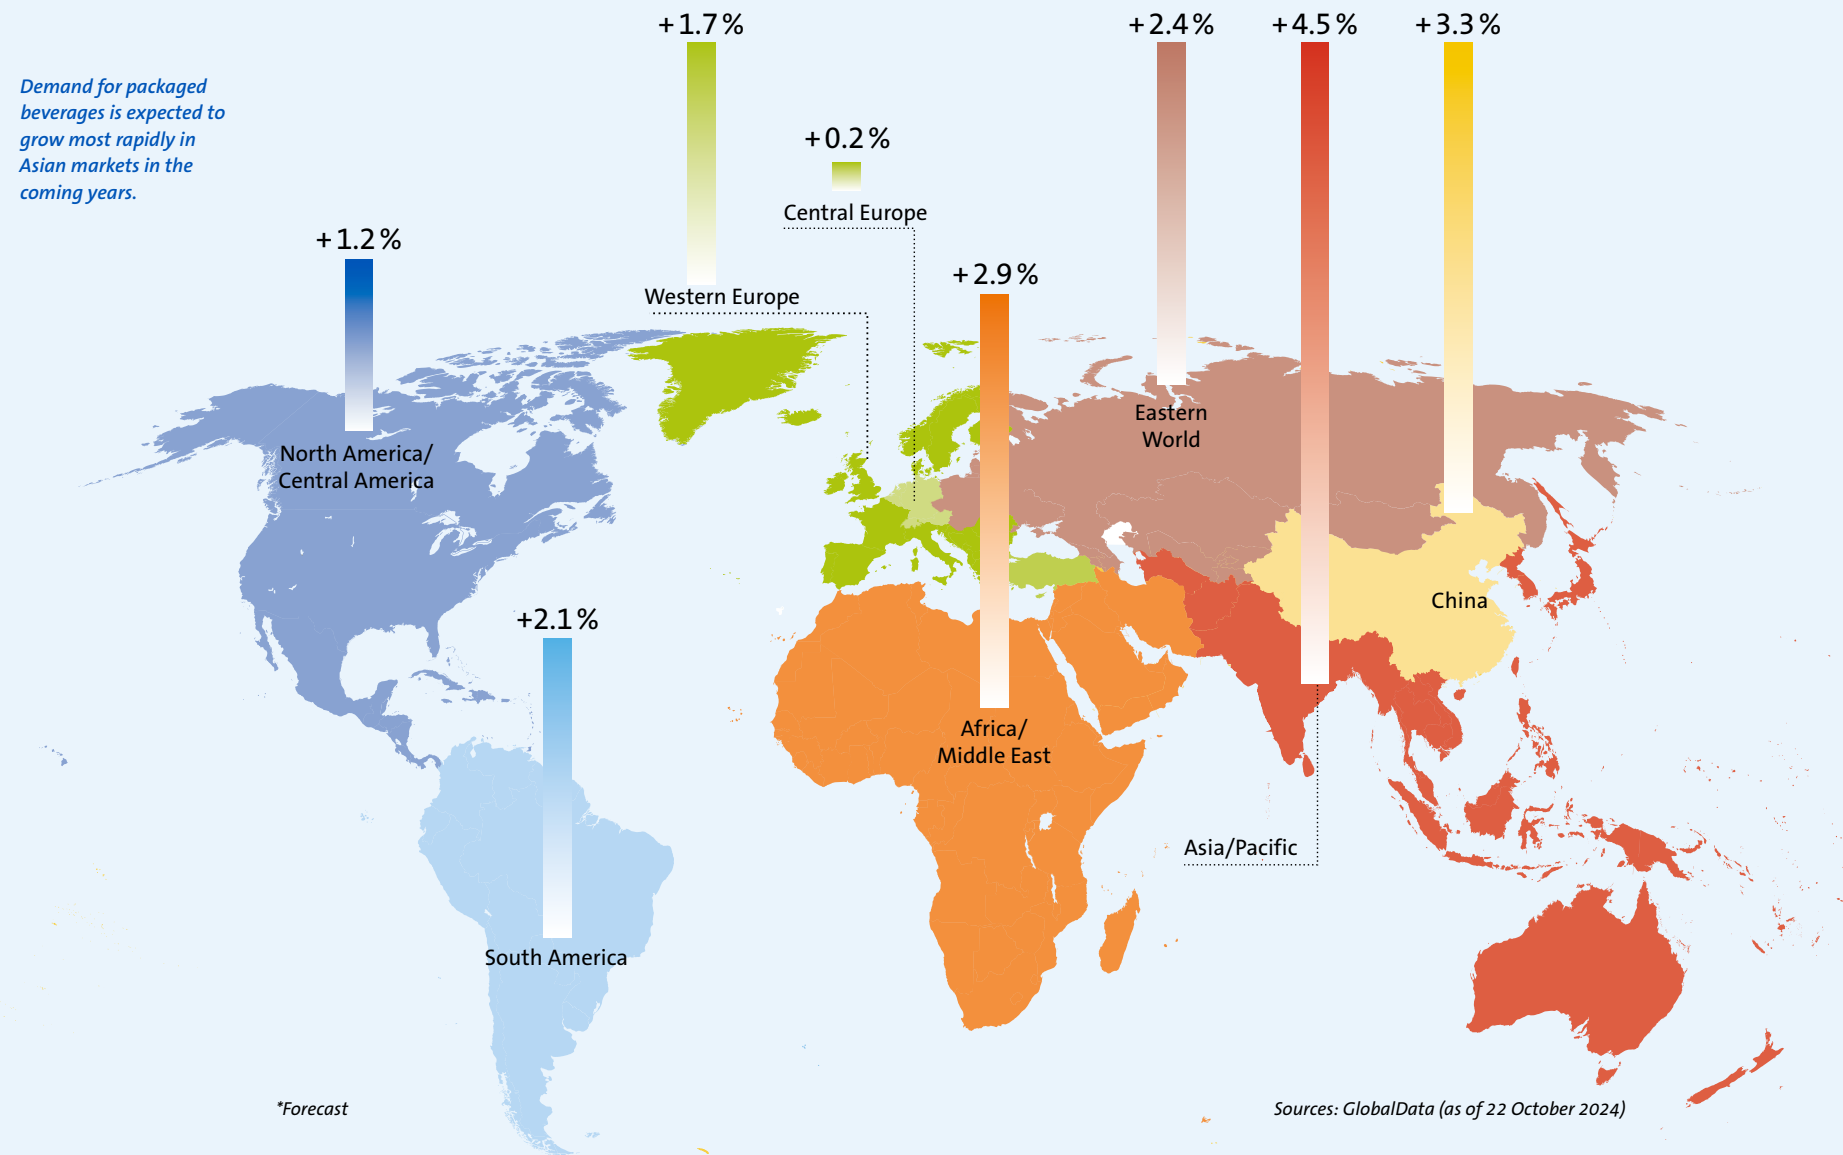 Demand for packaged
beverages is expected to
grow most rapidly in
Asian markets in the
coming years.
+1.2%
North America/
Central America
+1.7%
Western Europe
+0.2%
Central Europe
+2.9%
Africa/
Middle East
+2.4%
Eastern
World
+4.5%
Asia/Pacific
+3.3%
China
+2.1%
South America
*Forecast
Sources: GlobalData (as of 22 October 2024)